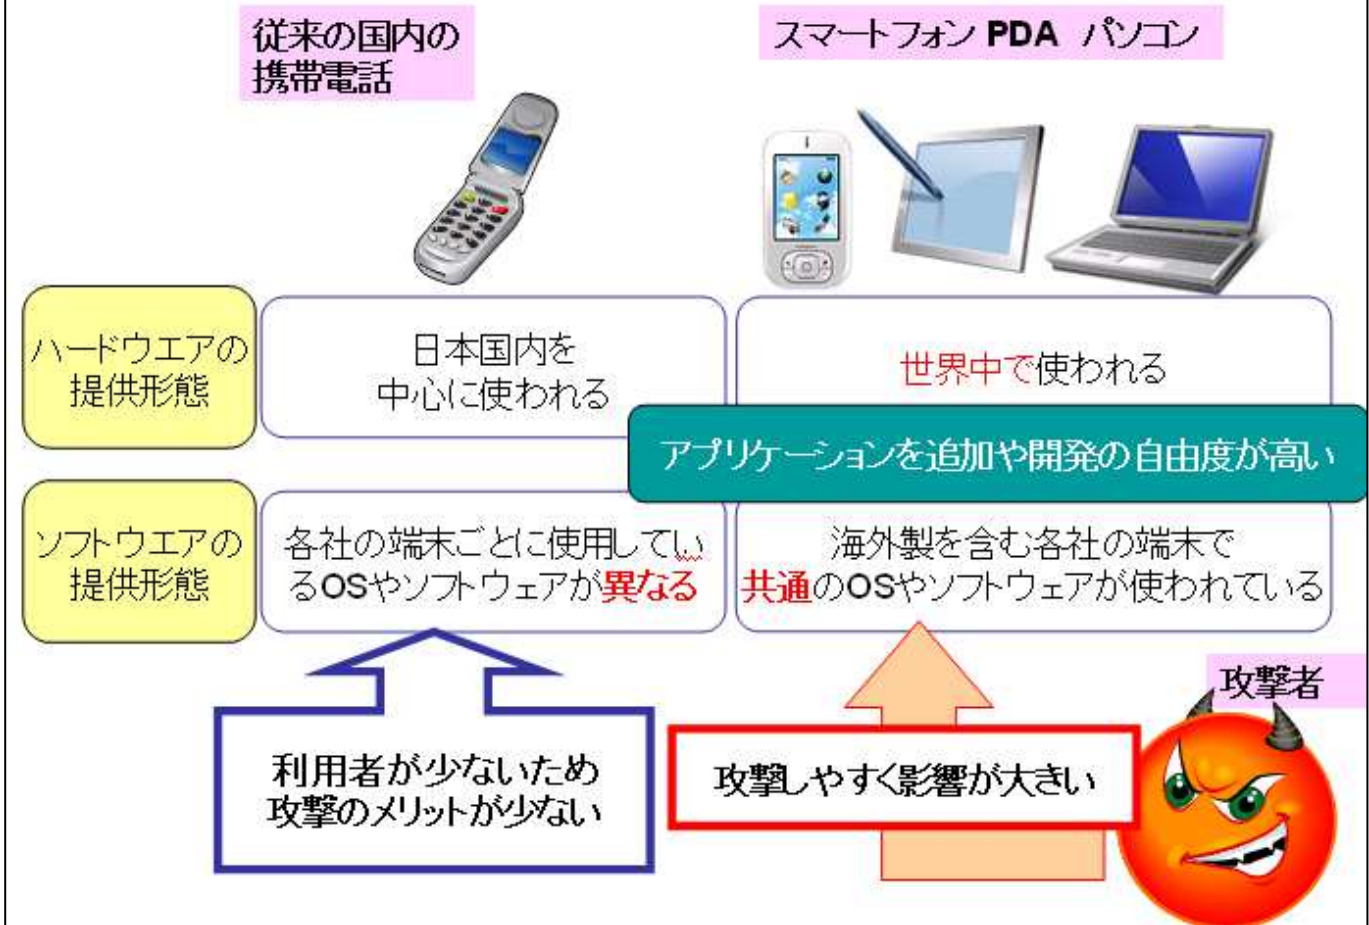 従来の国内の
携帯電話
スマートフォン PDA パソコン
ハードウエアの
提供形態
日本国内を
中心に使われる
世界中で使われる
アプリケーションを追加や開発の自由度が高い
ソフトウエアの
提供形態
各社の端末ごとに使用してい
るOSやソフトウェアが異なる
海外製を含む各社の端末で
共通のOSやソフトウェアが使われている
利用者が少ないため
攻撃のメリットが少ない
攻撃しやすく影響が大きい
攻撃者